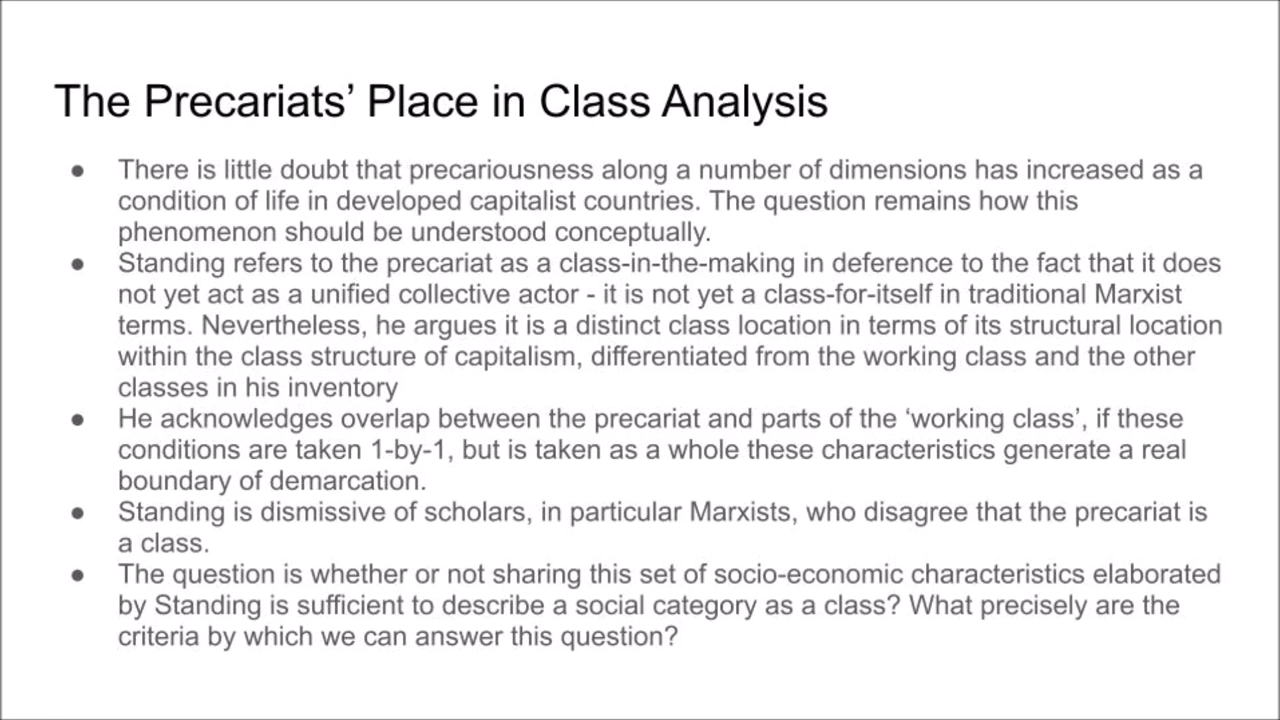 The Precariats’ Place in Class Analysis
● There is little doubt that precariousness along a number of dimensions has increased as a
condition of life in developed capitalist countries. The question remains how this
phenomenon should be understood conceptually.
● Standing refers to the precariat as a class-in-the-making in deference to the fact that it does
not yet act as a unified collective actor - it is not yet a class-for-itself in traditional Marxist
terms. Nevertheless, he argues it is a distinct class location in terms of its structural location
within the class structure of capitalism, differentiated from the working class and the other
classes in his inventory
● He acknowledges overlap between the precariat and parts of the ‘working class’, if these
conditions are taken 1-by-1, but is taken as a whole these characteristics generate a real
boundary of demarcation.
● Standing is dismissive of scholars, in particular Marxists, who disagree that the precariat is
a class.
● The question is whether or not sharing this set of socio-economic characteristics elaborated
by Standing is sufficient to describe a social category as a class? What precisely are the
criteria by which we can answer this question?